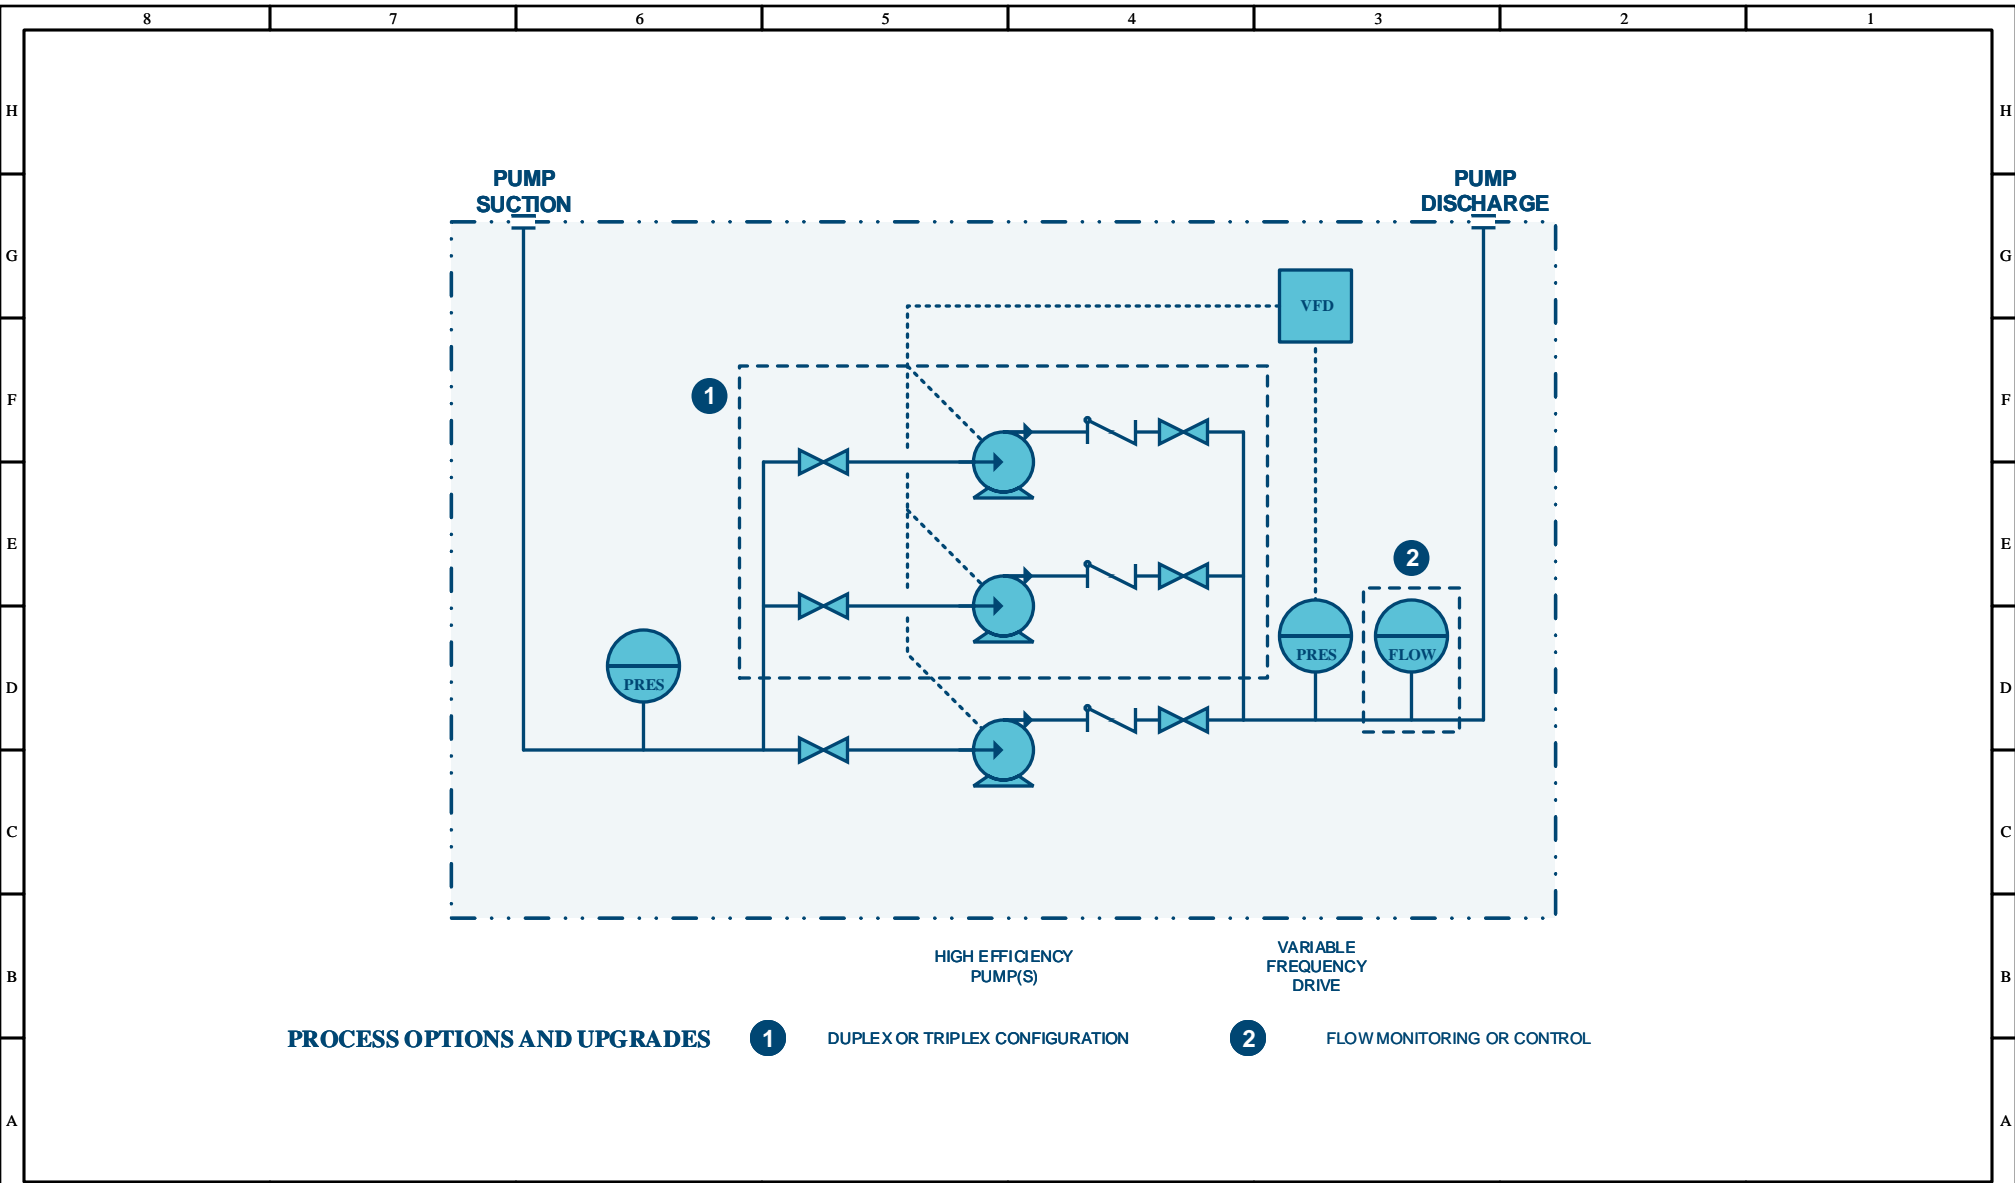 8 7 6 5 4 3 2 1
H H
PUMP
SUCTION
PUMP
DISCHARGE
G G
VFD
F F
1
E E
2
PRES
FLOW
PRES
D D
C C
HIGH EFFICIENCY
PUMP(S)
VARIABLE
FREQUENCY
DRIVE
B B
PROCESS OPTIONS AND UPGRADES 1 DUPLEX OR TRIPLEX CONFIGURATION 2 FLOW MONITORING OR CONTROL
A A